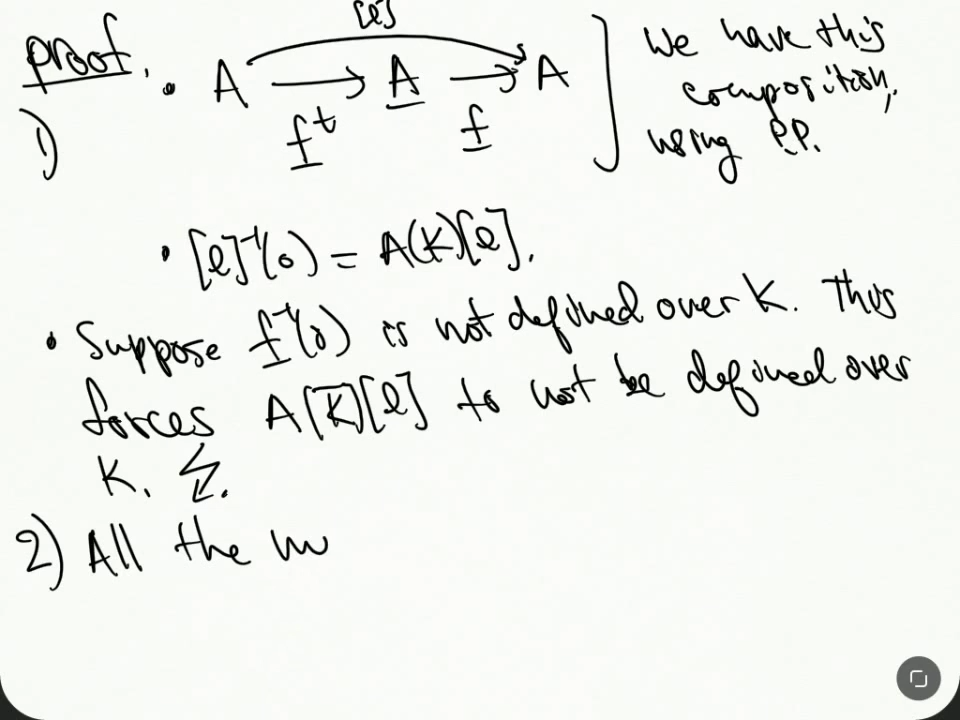 proof.
[e]
A → A → A
f^t f
We have this
composition,
using P.P.
1)
• [e]^-1(0) = A(K)[e].
• Suppose f^-1(0) is not defined over K. This
forces A(K̅)[e] to not be defined over
K. ↯.
2) All the m